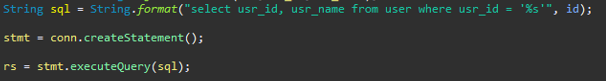 String sql = String.format("select usr_id, usr_name from user where usr_id = '%s'", id);
stmt = conn.createStatement();
rs = stmt.executeQuery(sql);